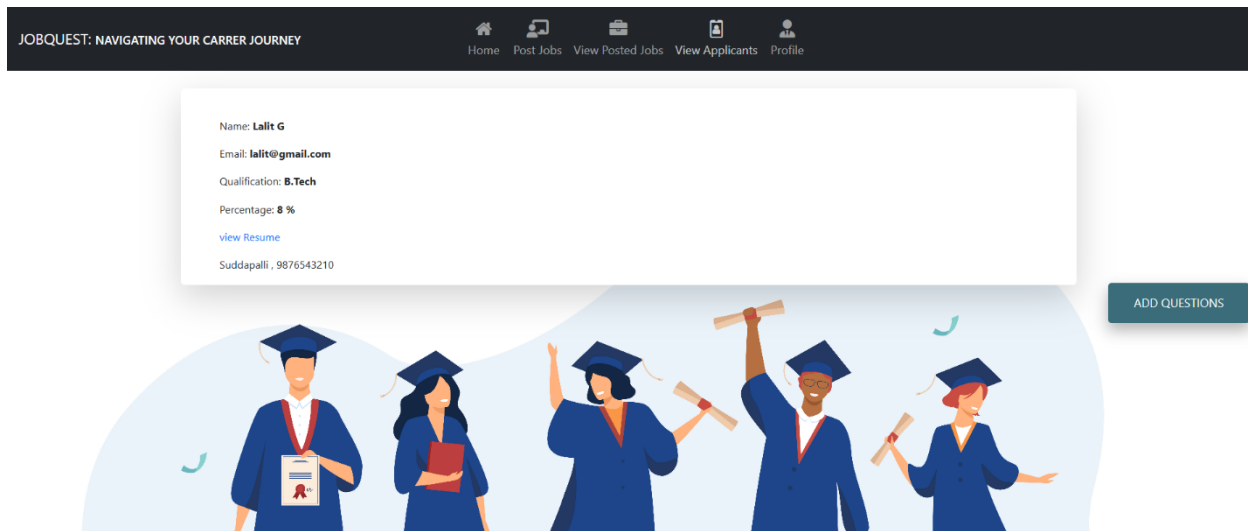 JOBQUEST: NAVIGATING YOUR CARRER JOURNEY
Home Post Jobs View Posted Jobs View Applicants Profile
Name: Lalit G
Email: lalit@gmail.com
Qualification: B.Tech
Percentage: 8 %
view Resume
Suddapalli , 9876543210
ADD QUESTIONS